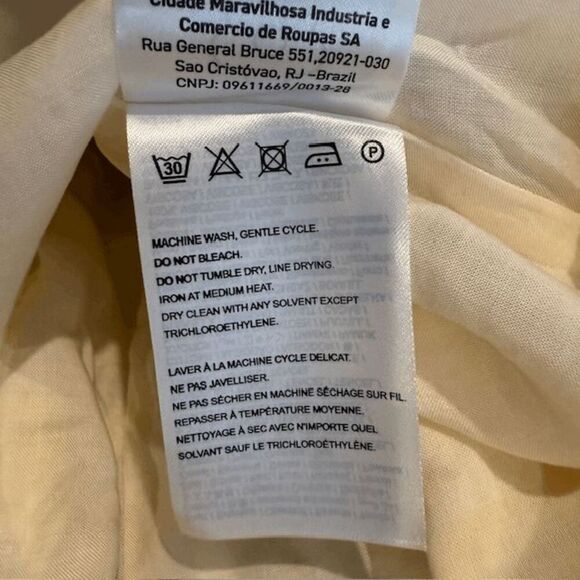 Cidade Maravilhosa Industria e
Comercio de Roupas SA
Rua General Bruce 551,20921-030
Sao Cristóvao, RJ -Brazil
CNPJ: 09611669/0013-28
30 P
MACHINE WASH, GENTLE CYCLE.
DO NOT BLEACH.
DO NOT TUMBLE DRY, LINE DRYING.
IRON AT MEDIUM HEAT.
DRY CLEAN WITH ANY SOLVENT EXCEPT
TRICHLOROETHYLENE.
LAVER À LA MACHINE CYCLE DELICAT.
NE PAS JAVELLISER.
NE PAS SÉCHER EN MACHINE SÉCHAGE SUR FIL.
REPASSER À TEMPÉRATURE MOYENNE.
NETTOYAGE À SEC AVEC N'IMPORTE QUEL
SOLVANT SAUF LE TRICHLOROÉTHYLÈNE.